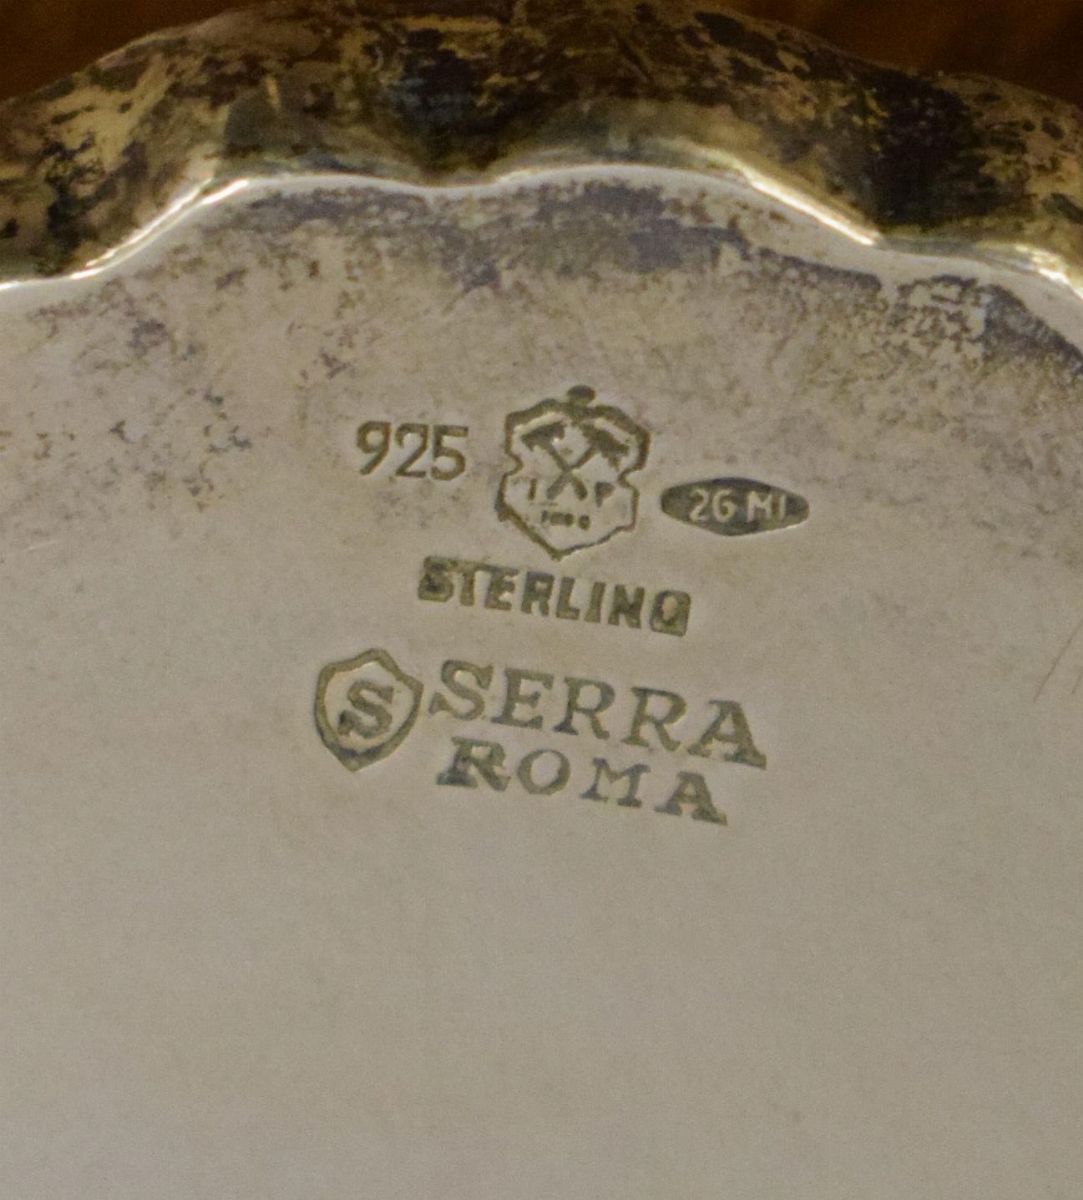 925
I P
26 MI
STERLING
S SERRA
ROMA